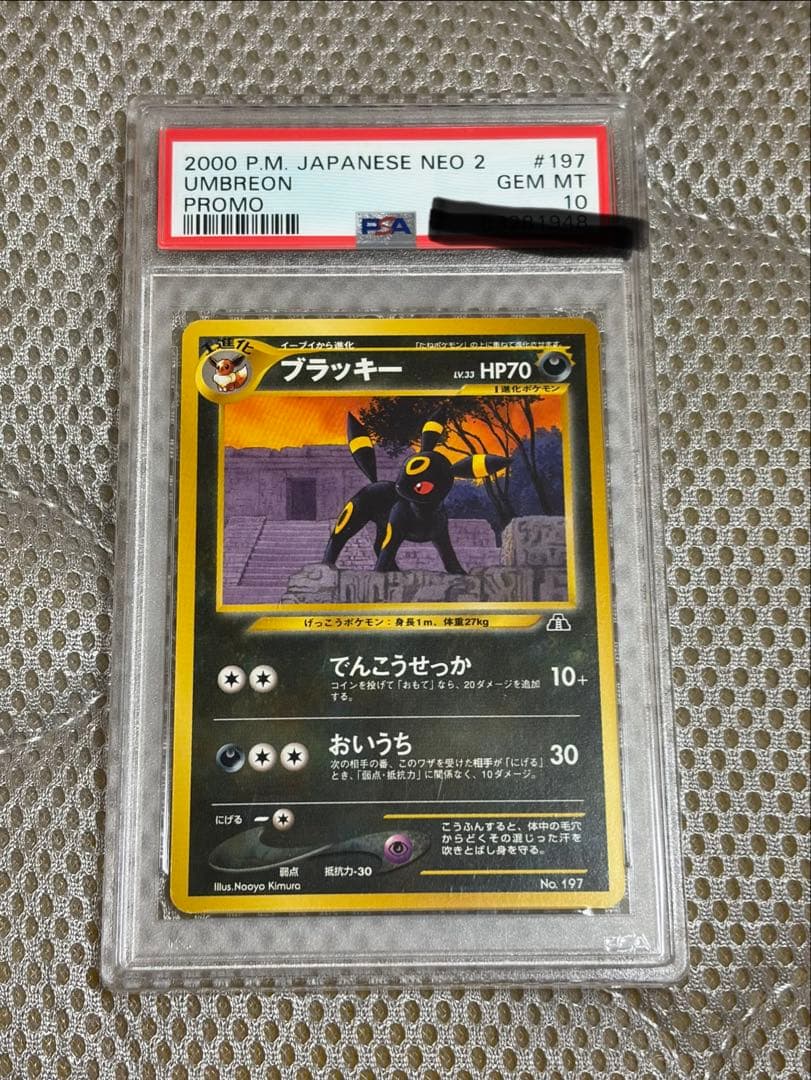 2000 P.M. JAPANESE NEO 2 #197
UMBREON GEM MT
PROMO 10
PSA
1進化
イーブイから進化 「たねポケモン」の上に重ねて進化させます。
ブラッキー LV.33 HP70
1進化ポケモン
げっこうポケモン：身長1m、体重27kg
でんこうせっか 10+
コインを投げて「おもて」なら、20ダメージを追加
する。
おいうち 30
次の相手の番、このワザを受けた相手が「にげる」
とき、「弱点・抵抗力」に関係なく、10ダメージ。
にげる
こうふんすると、体中の毛穴
からどくその混じった汗を
吹きとばし身を守る。
弱点 抵抗力-30
Illus.Naoyo Kimura No. 197